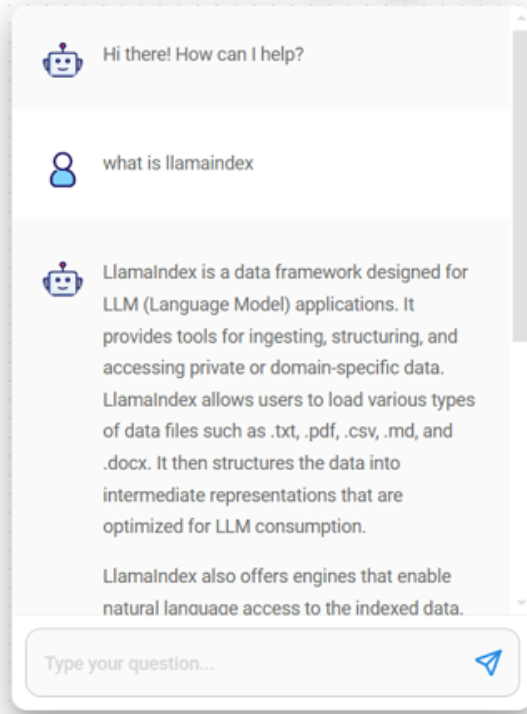 Hi there! How can I help?
what is llamaindex
LlamaIndex is a data framework designed for
LLM (Language Model) applications. It
provides tools for ingesting, structuring, and
accessing private or domain-specific data.
LlamaIndex allows users to load various types
of data files such as .txt, .pdf, .csv, .md, and
.docx. It then structures the data into
intermediate representations that are
optimized for LLM consumption.
LlamaIndex also offers engines that enable
natural language access to the indexed data.
Type your question...